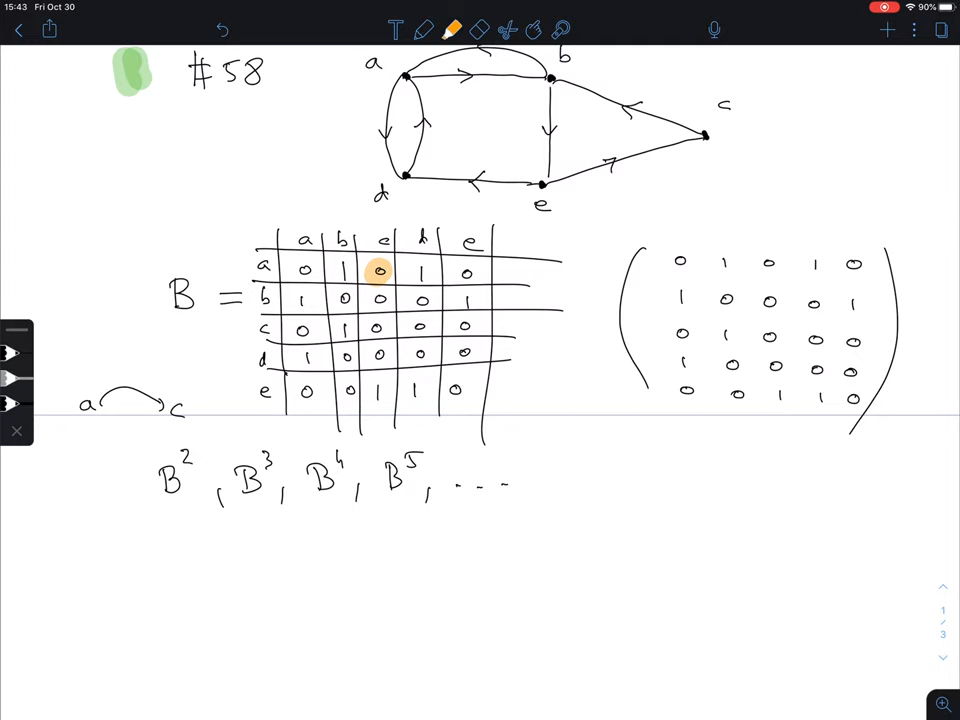 15:43 Fri Oct 30
90%
T
#58
a b
c
d
e
a b c d e
a 0 1 0 1 0
b 1 0 0 0 1
B =
c 0 1 0 0 0
d 1 0 0 0 0
e 0 0 1 1 0
0 1 0 1 0
1 0 0 0 1
0 1 0 0 0
1 0 0 0 0
0 0 1 1 0
a c
B², B³, B⁴, B⁵, ...
1
/
3